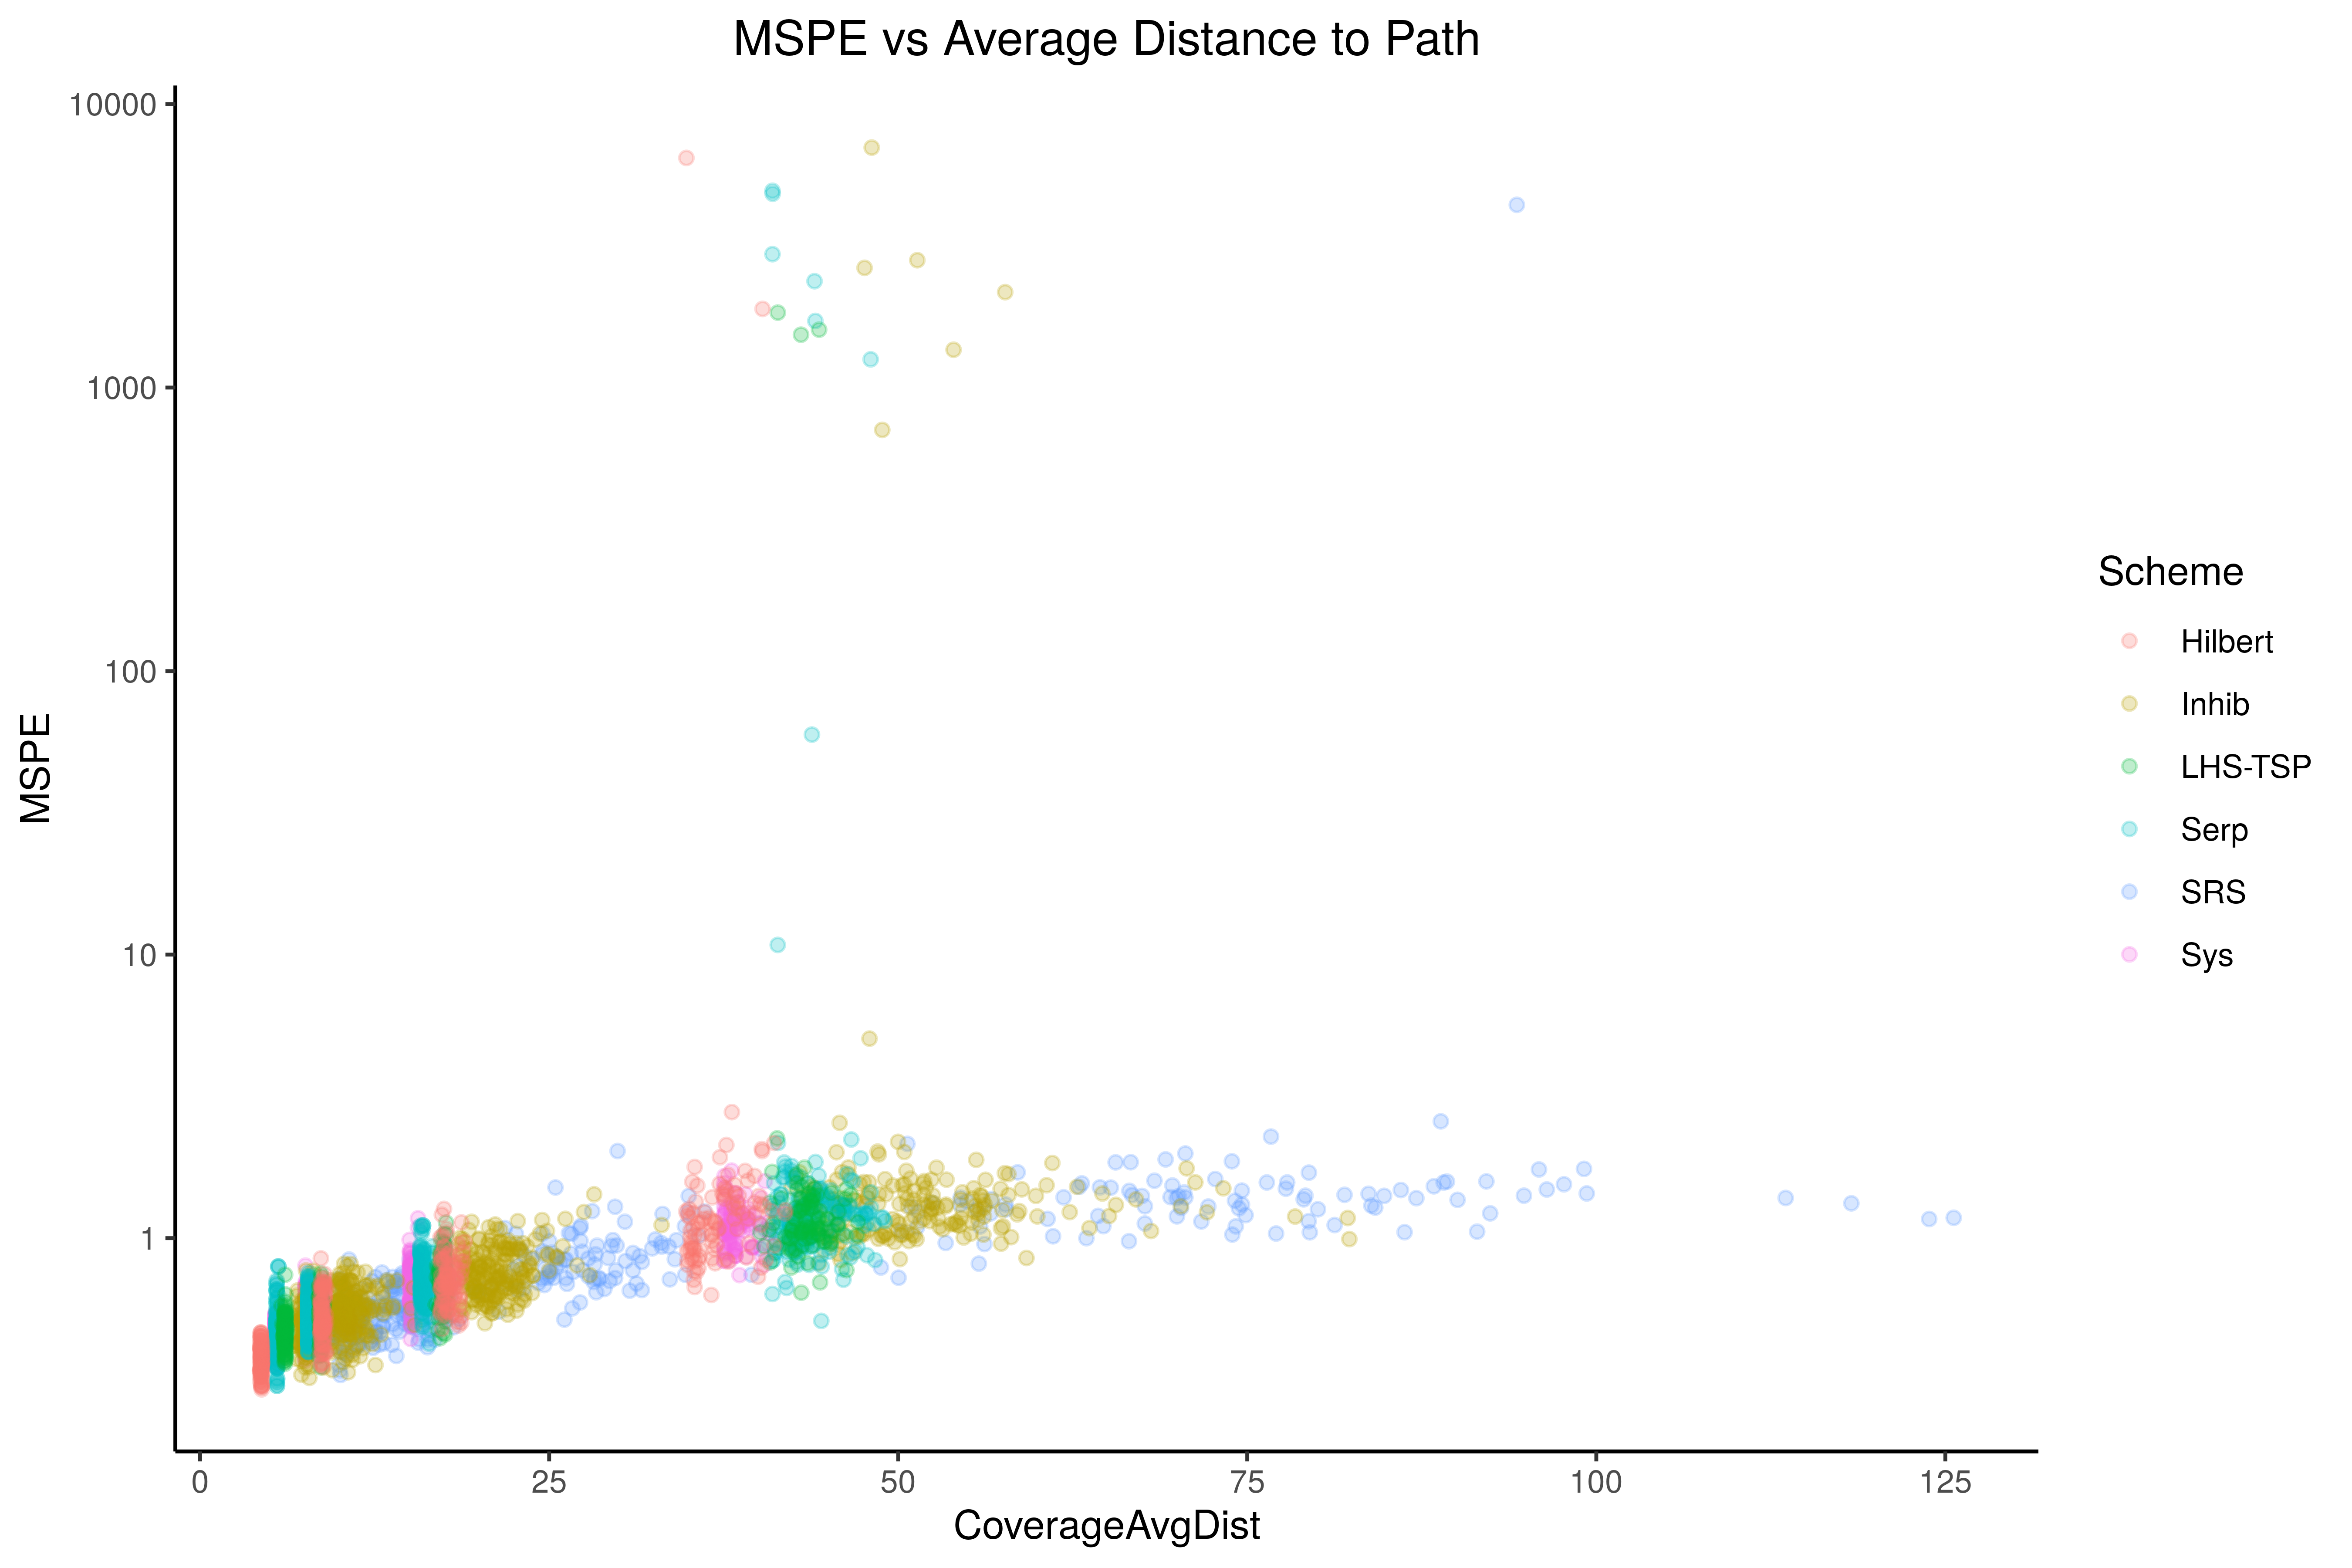 MSPE vs Average Distance to Path
MSPE
10000
1000
100
10
1
0
25
50
75
100
125
CoverageAvgDist
Scheme
Hilbert
Inhib
LHS-TSP
Serp
SRS
Sys